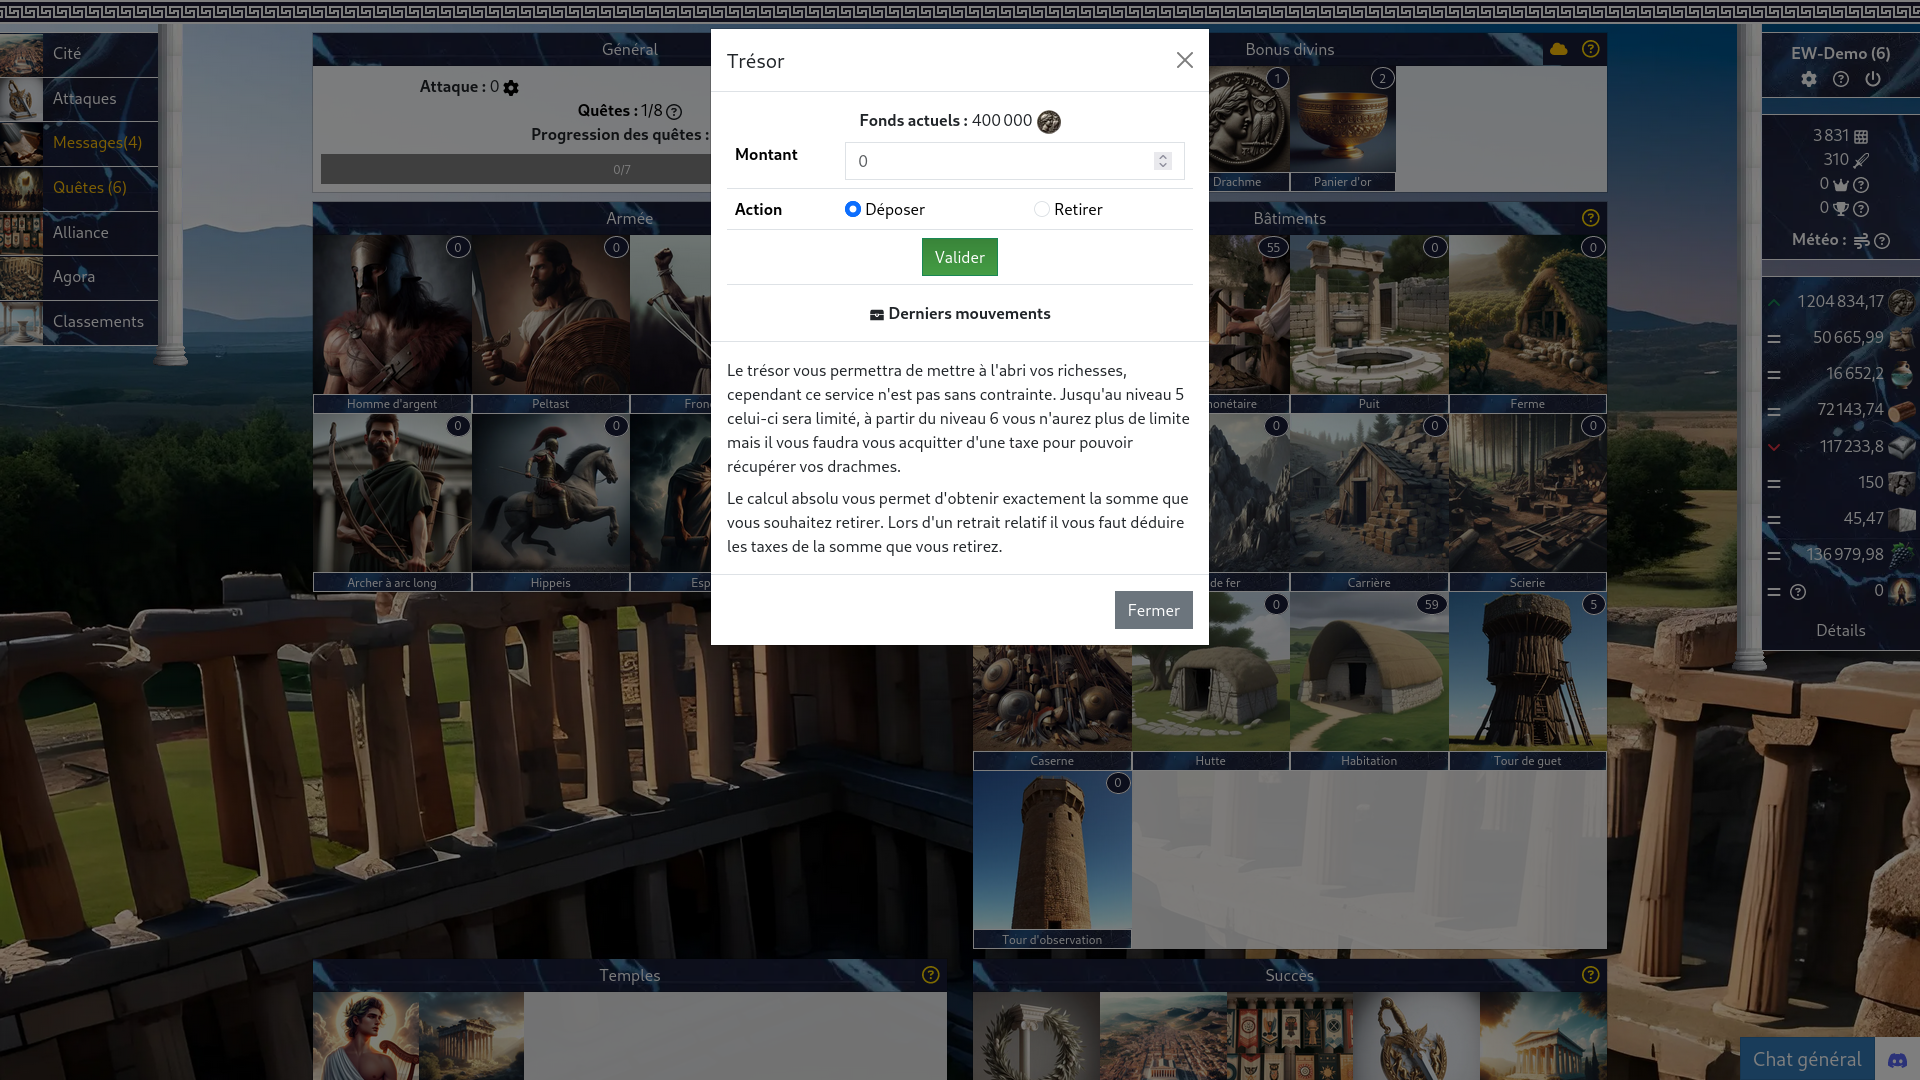 Cité
Attaques
Messages(4)
Quêtes (6)
Alliance
Agora
Classements
Général
Attaque : 0
Quêtes : 1/8
Progression des quêtes :
0/7
Armée
0
0
Homme d'argent
Peltast
Fron
0
0
Archer à arc long
Hippeis
Esp
Temples
Trésor
Fonds actuels : 400 000
Montant
0
Action
Déposer
Retirer
Valider
Derniers mouvements
Le trésor vous permettra de mettre à l'abri vos richesses,
cependant ce service n'est pas sans contrainte. Jusqu'au niveau 5
celui-ci sera limité, à partir du niveau 6 vous n'aurez plus de limite
mais il vous faudra vous acquitter d'une taxe pour pouvoir
récupérer vos drachmes.
Le calcul absolu vous permet d'obtenir exactement la somme que
vous souhaitez retirer. Lors d'un retrait relatif il vous faut déduire
les taxes de la somme que vous retirez.
Fermer
Bonus divins
1
2
Drachme
Panier d'or
Bâtiments
55
0
0
onétaire
Puit
Ferme
0
0
0
de fer
Carrière
Scierie
0
59
5
Caserne
Hutte
Habitation
Tour de guet
0
Tour d'observation
Succès
EW-Demo (6)
3 831
310
0
0
Météo :
1 204 834,17
50 665,99
16 652,2
72 143,74
117 233,8
150
45,47
136 979,98
0
Détails
Chat général